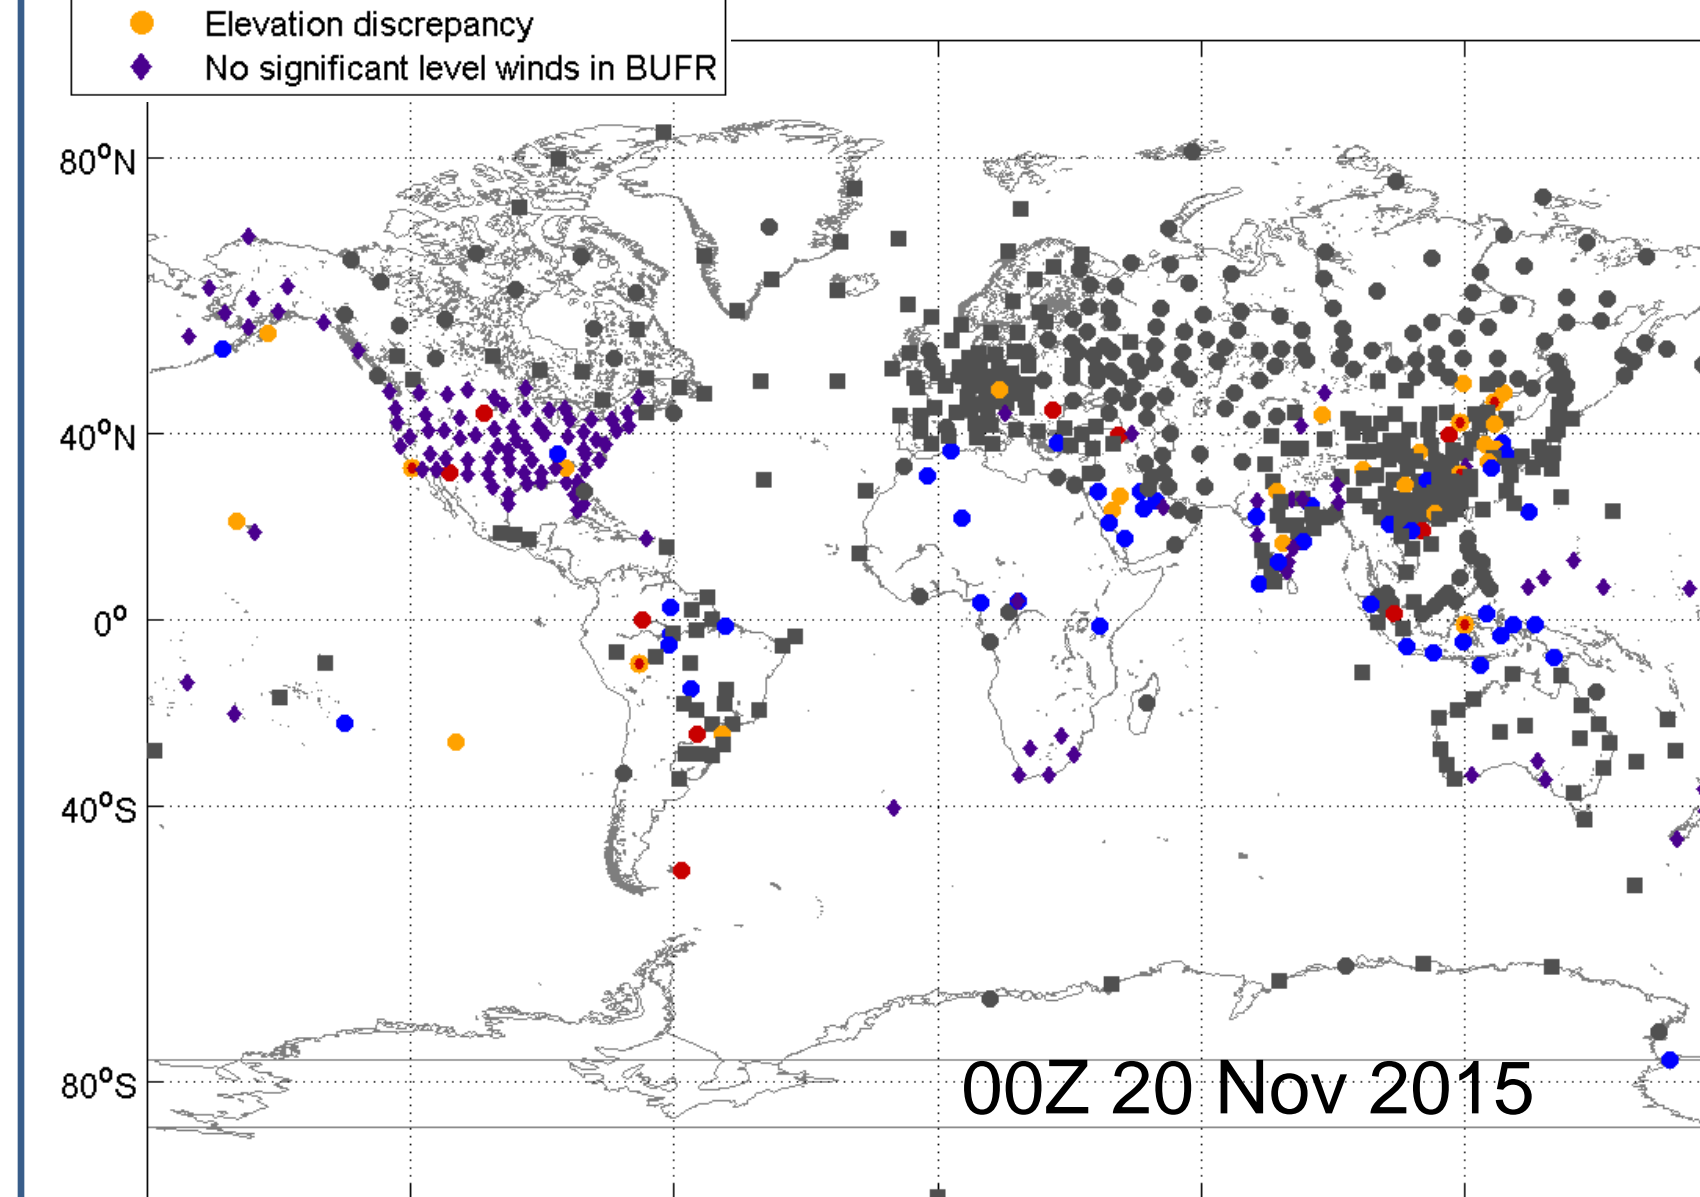 Elevation discrepancy
No significant level winds in BUFR
80°N
40°N
0°
40°S
80°S
00Z 20 Nov 2015